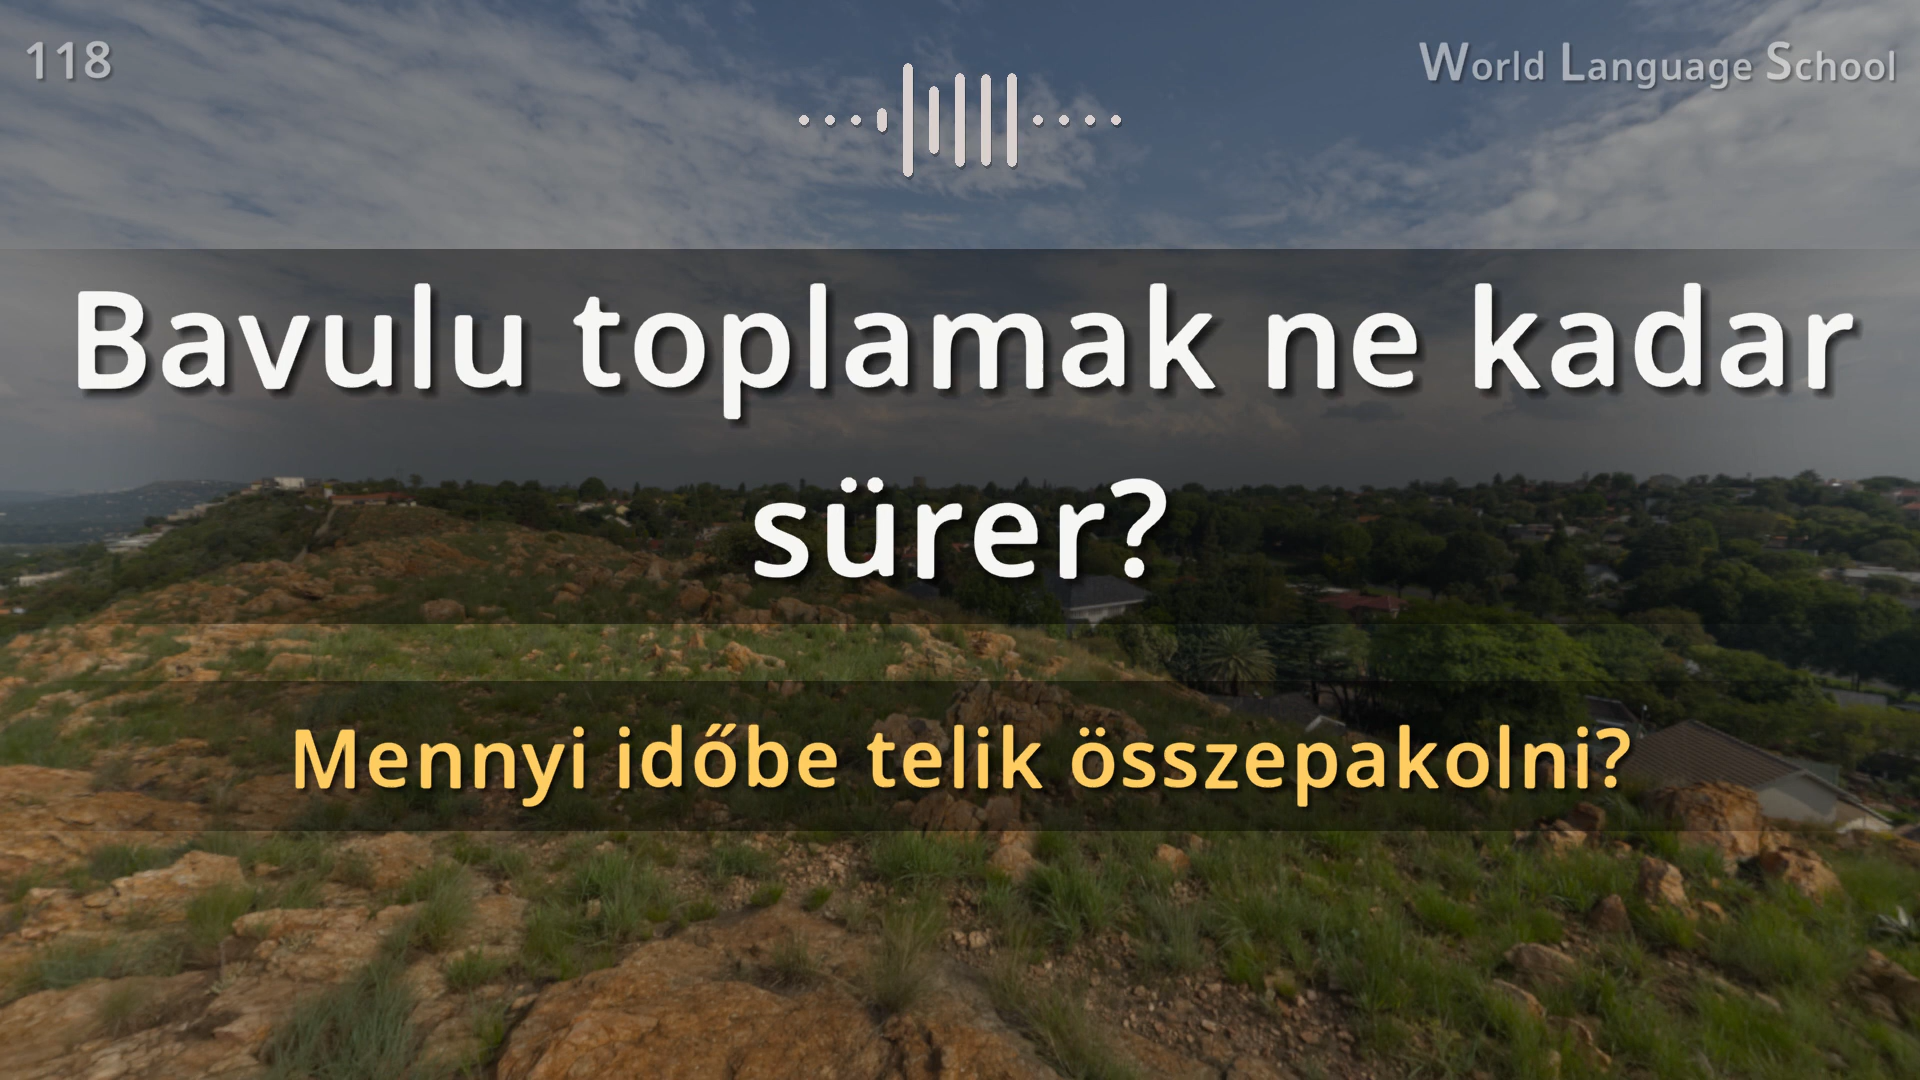 118
World Language School
Bavulu toplamak ne kadar
sürer?
Mennyi időbe telik összepakolni?